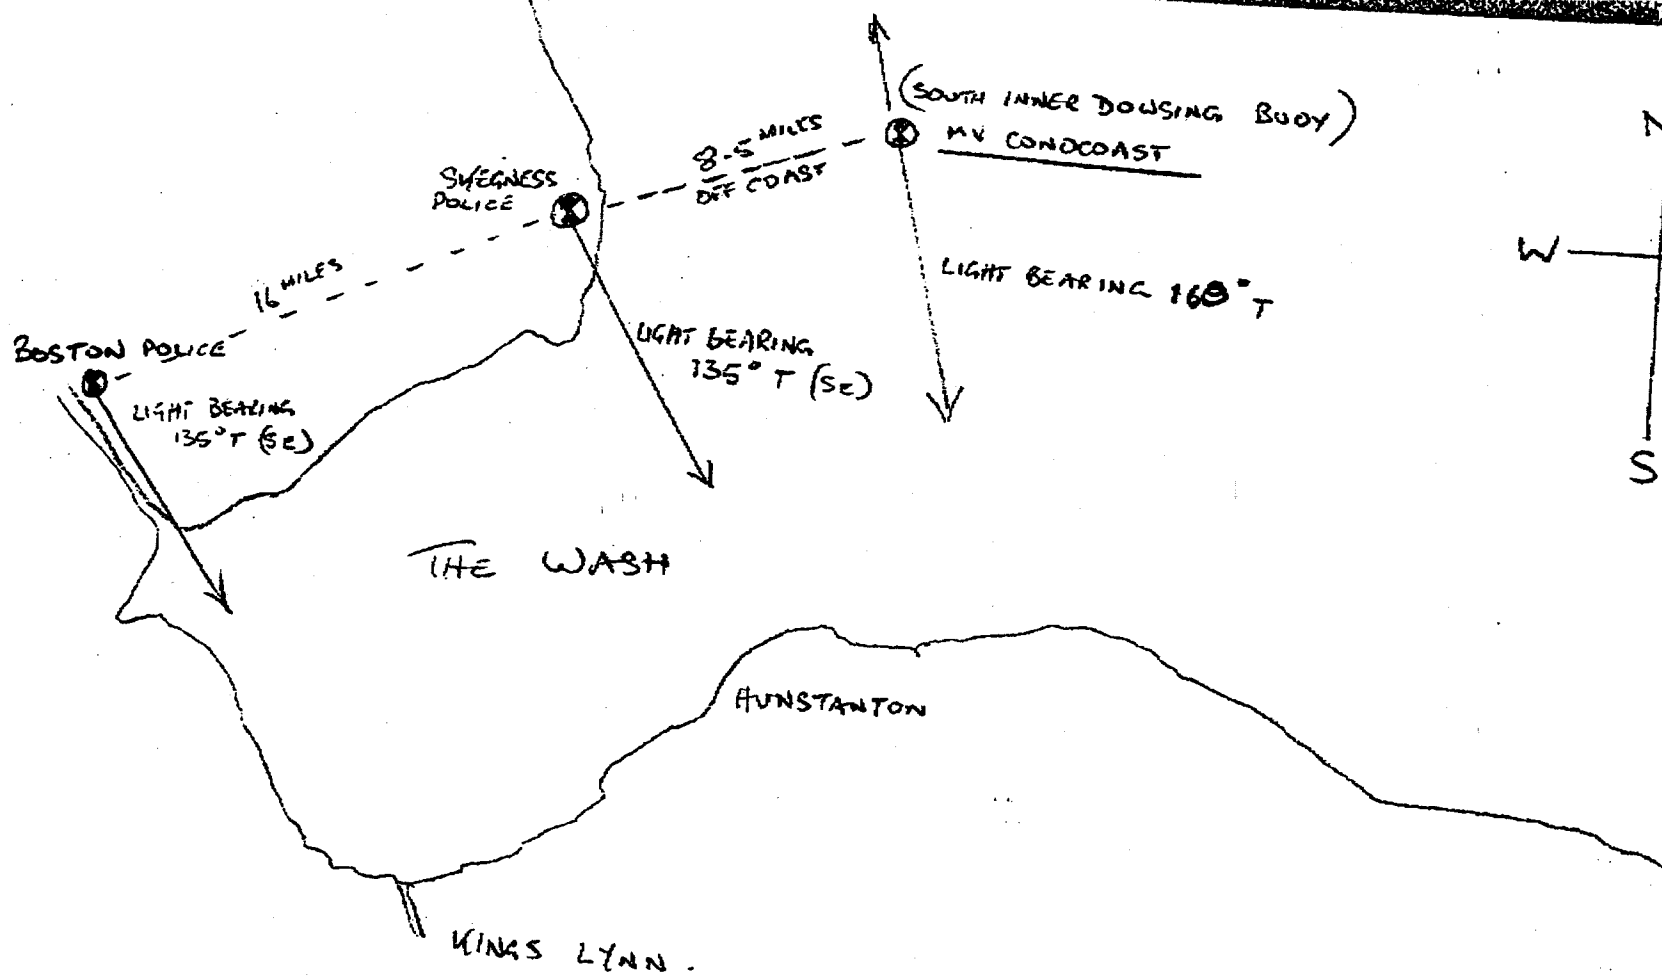 (SOUTH INNER DOWSING BUOY)
MV CONOCOAST
N
8-5 MILES
OFF COAST
SKEGNESS
POLICE
W
16 MILES
LIGHT BEARING 168° T
BOSTON POLICE
LIGHT BEARING
135° T (SE)
LIGHT BEARING
135° T (SE)
S
THE WASH
HUNSTANTON
KINGS LYNN.